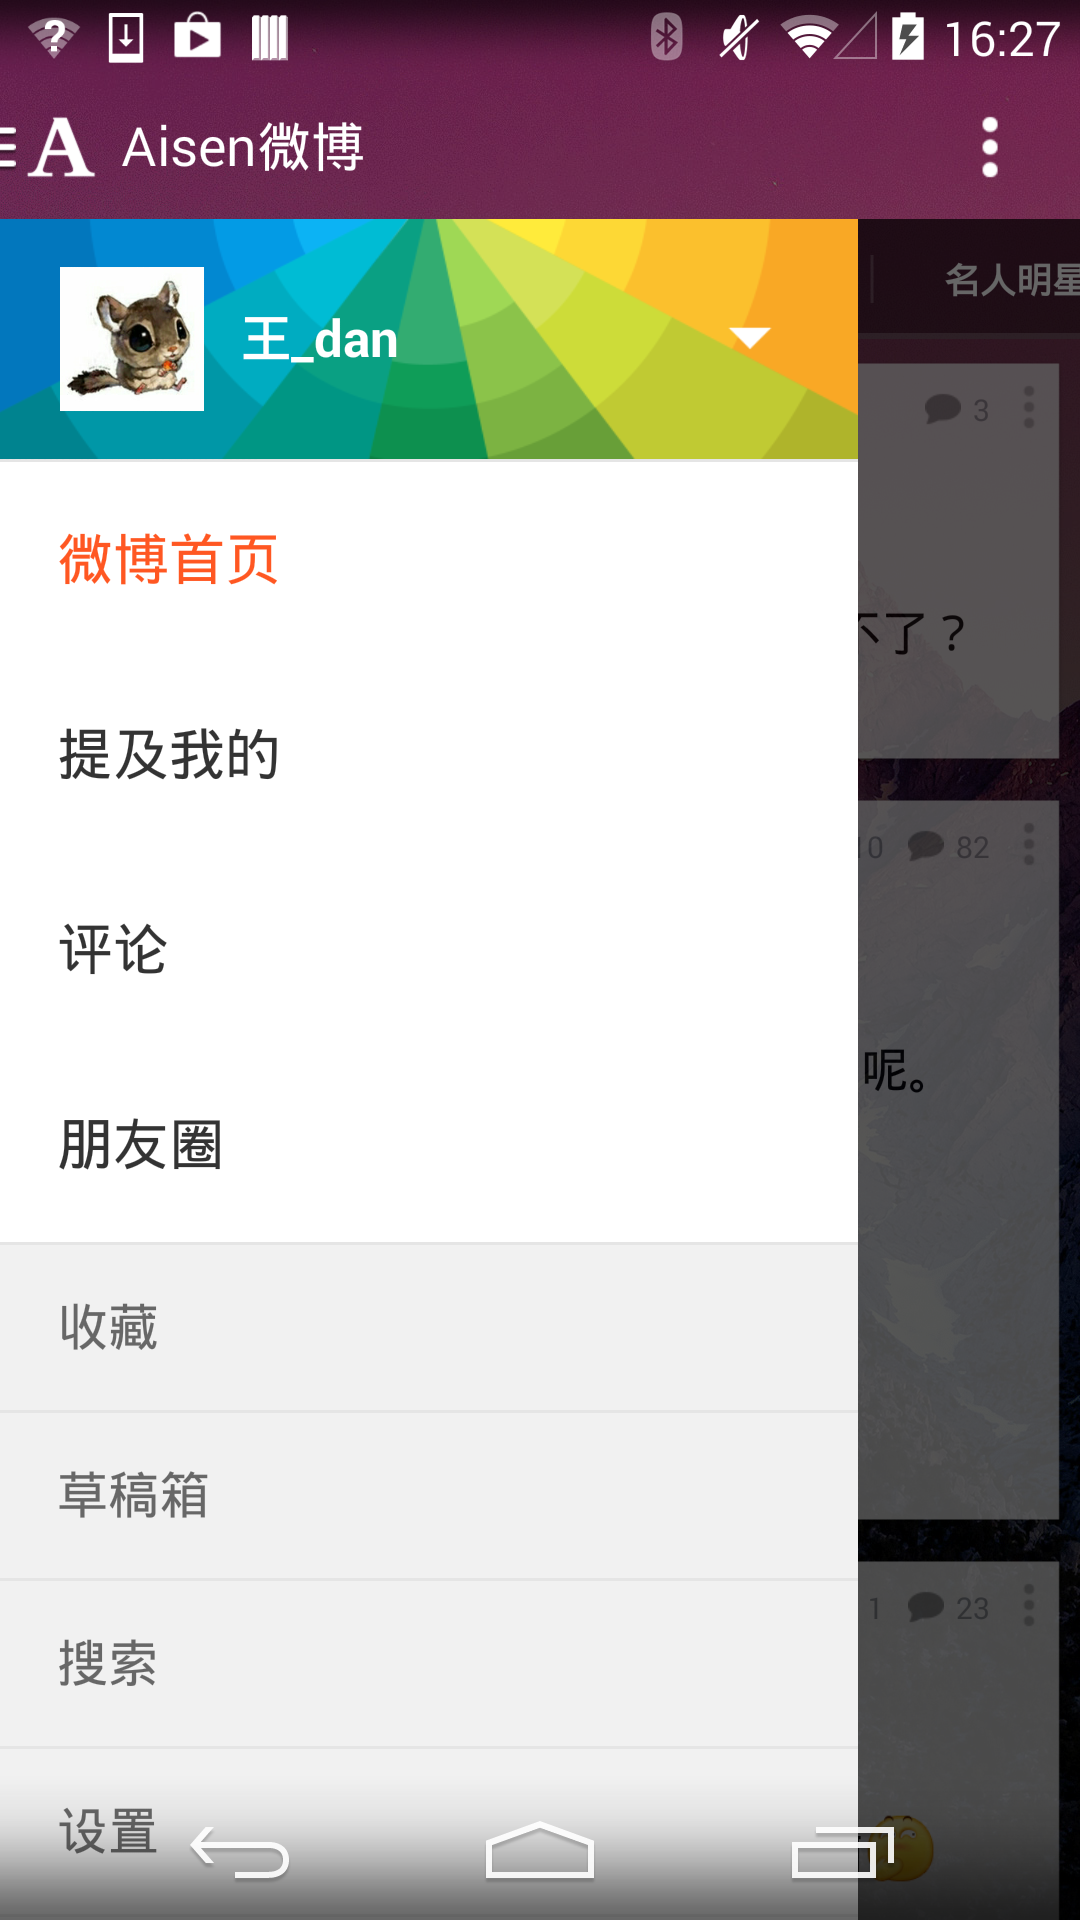 16:27
A Aisen微博
王_dan
名人明星
3
微博首页
不了？
提及我的
10 82
评论
呢。
朋友圈
收藏
草稿箱
1 23
搜索
设置